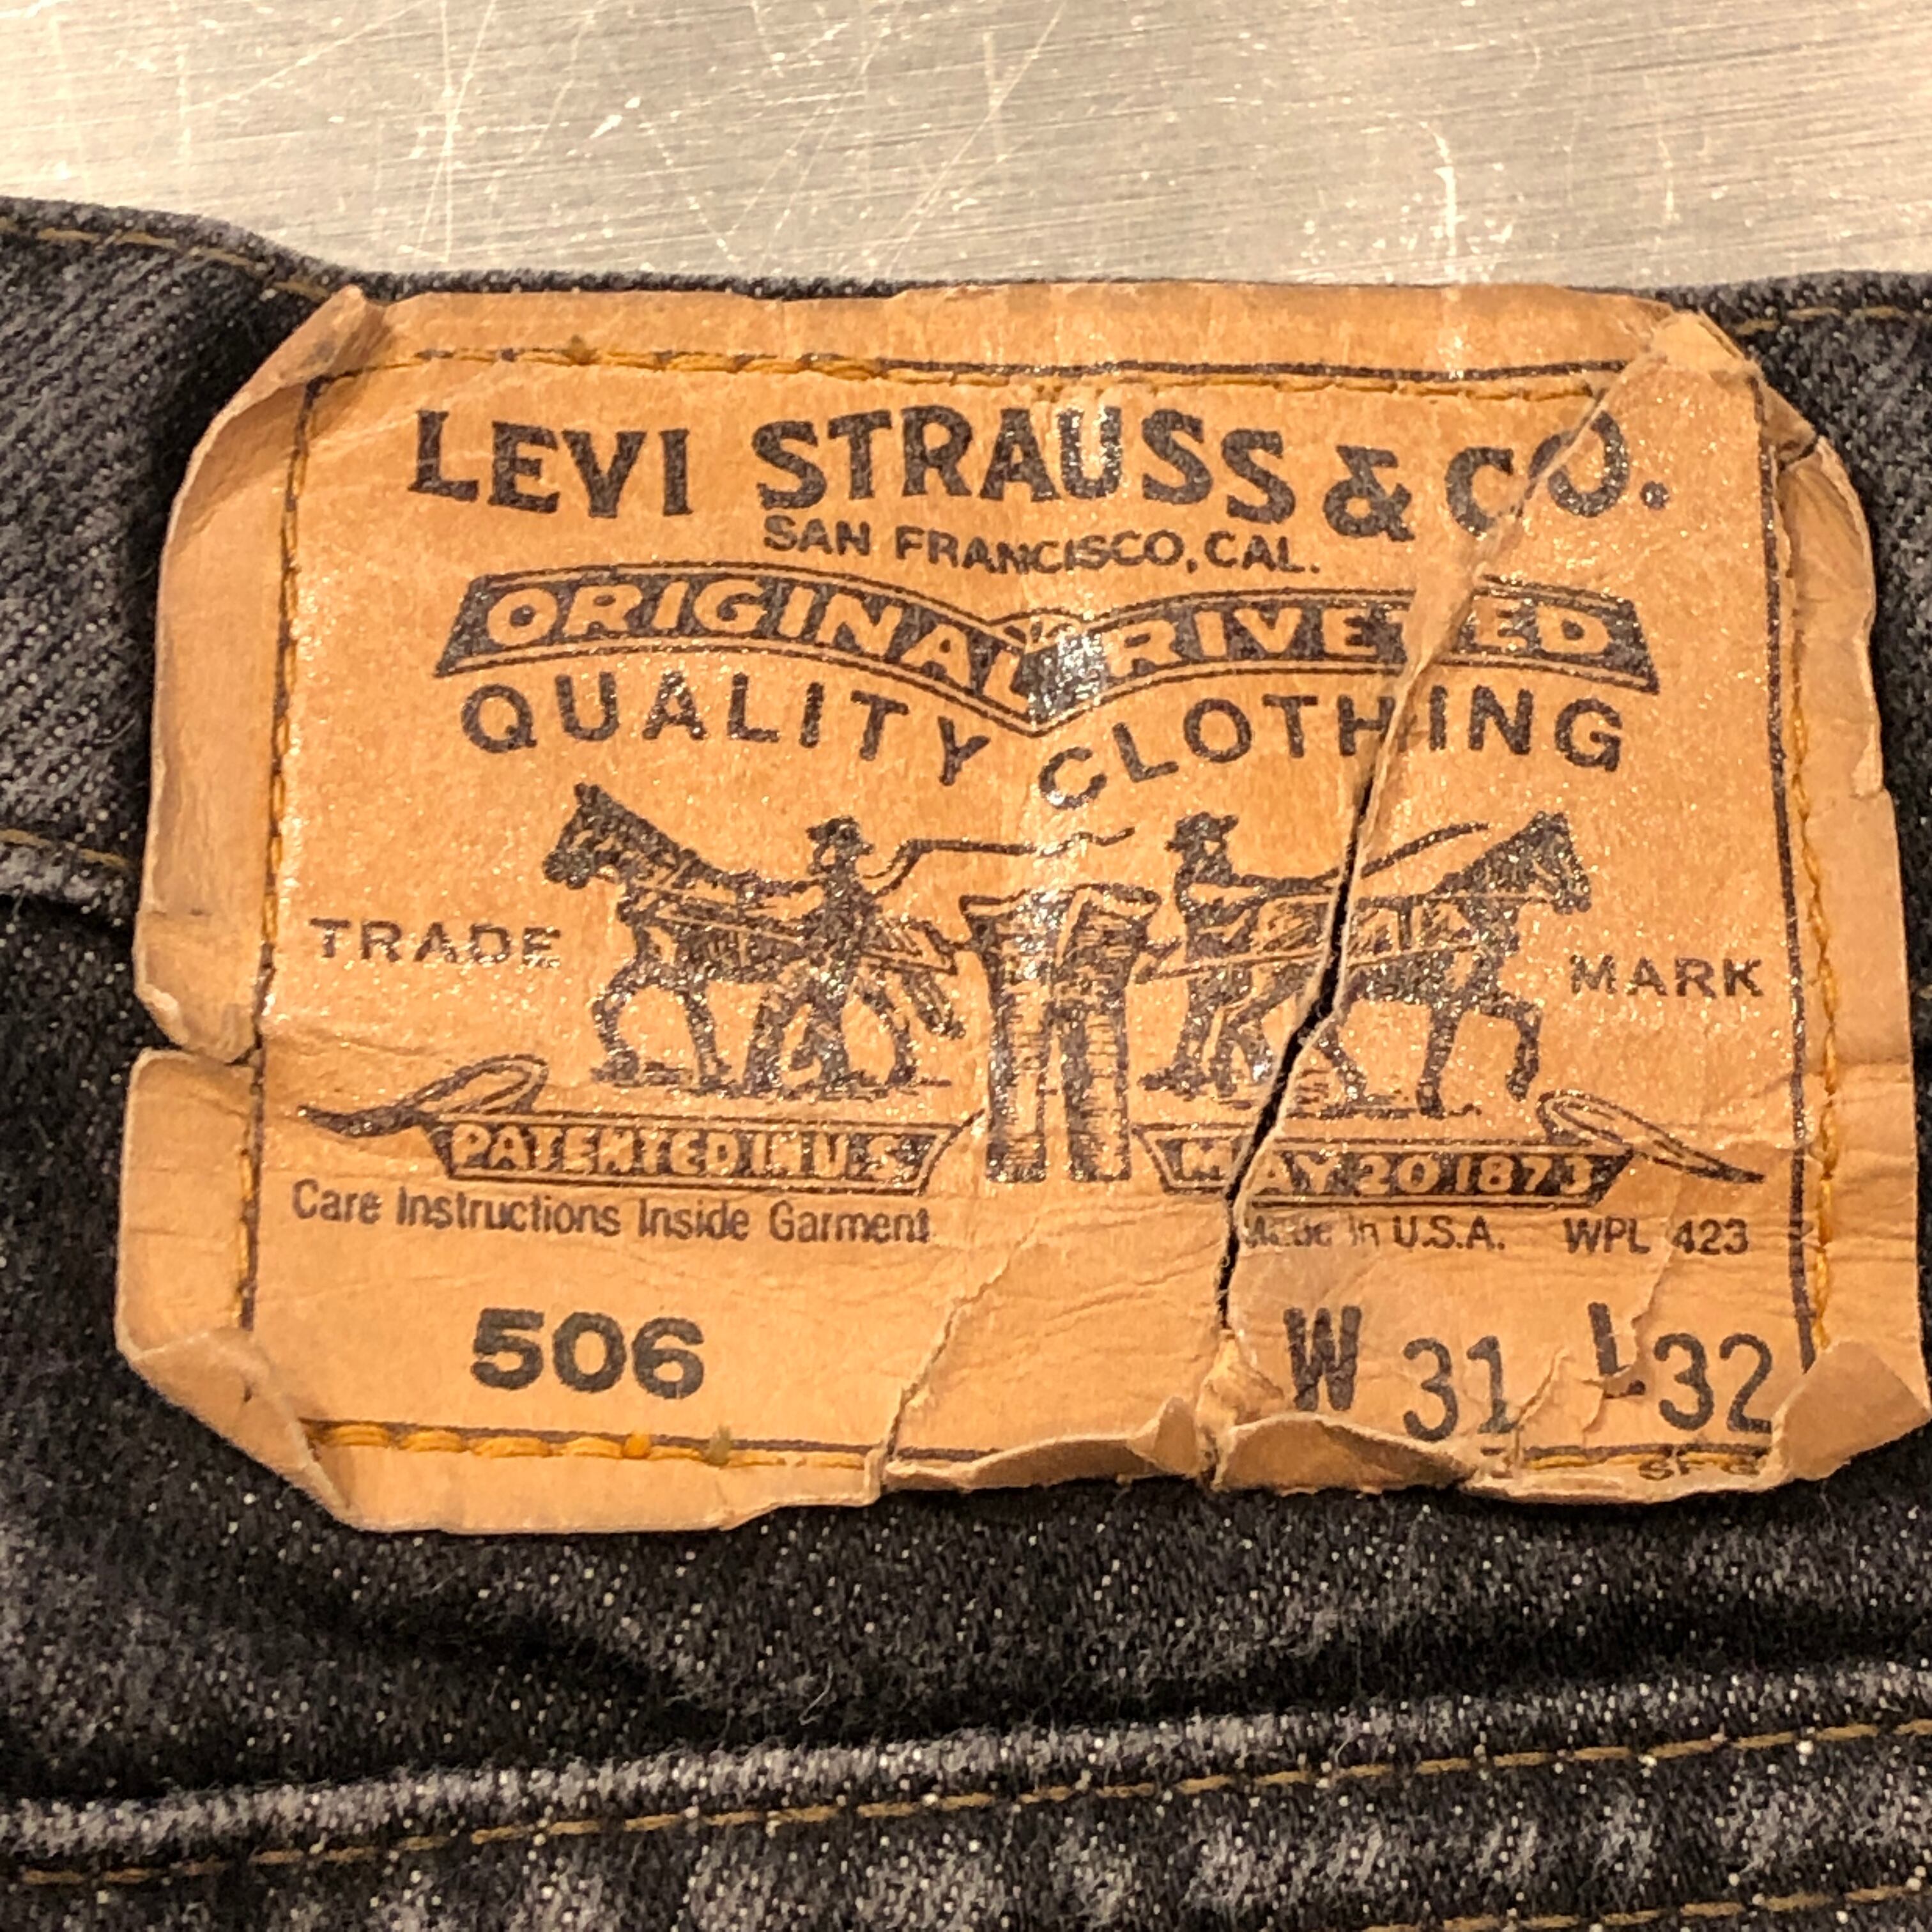 LEVI STRAUSS & CO.
SAN FRANCISCO, CAL.
ORIGINAL RIVETED
QUALITY CLOTHING
TRADE MARK
PATENTED IN U.S. MAY 20 1873
Care Instructions Inside Garment Made in U.S.A. WPL 423
506 W 31 L 32